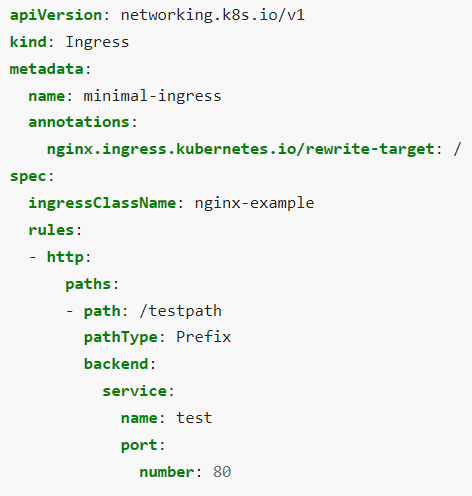 apiVersion: networking.k8s.io/v1
kind: Ingress
metadata:
  name: minimal-ingress
  annotations:
    nginx.ingress.kubernetes.io/rewrite-target: /
spec:
  ingressClassName: nginx-example
  rules:
  - http:
      paths:
      - path: /testpath
        pathType: Prefix
        backend:
          service:
            name: test
            port:
              number: 80